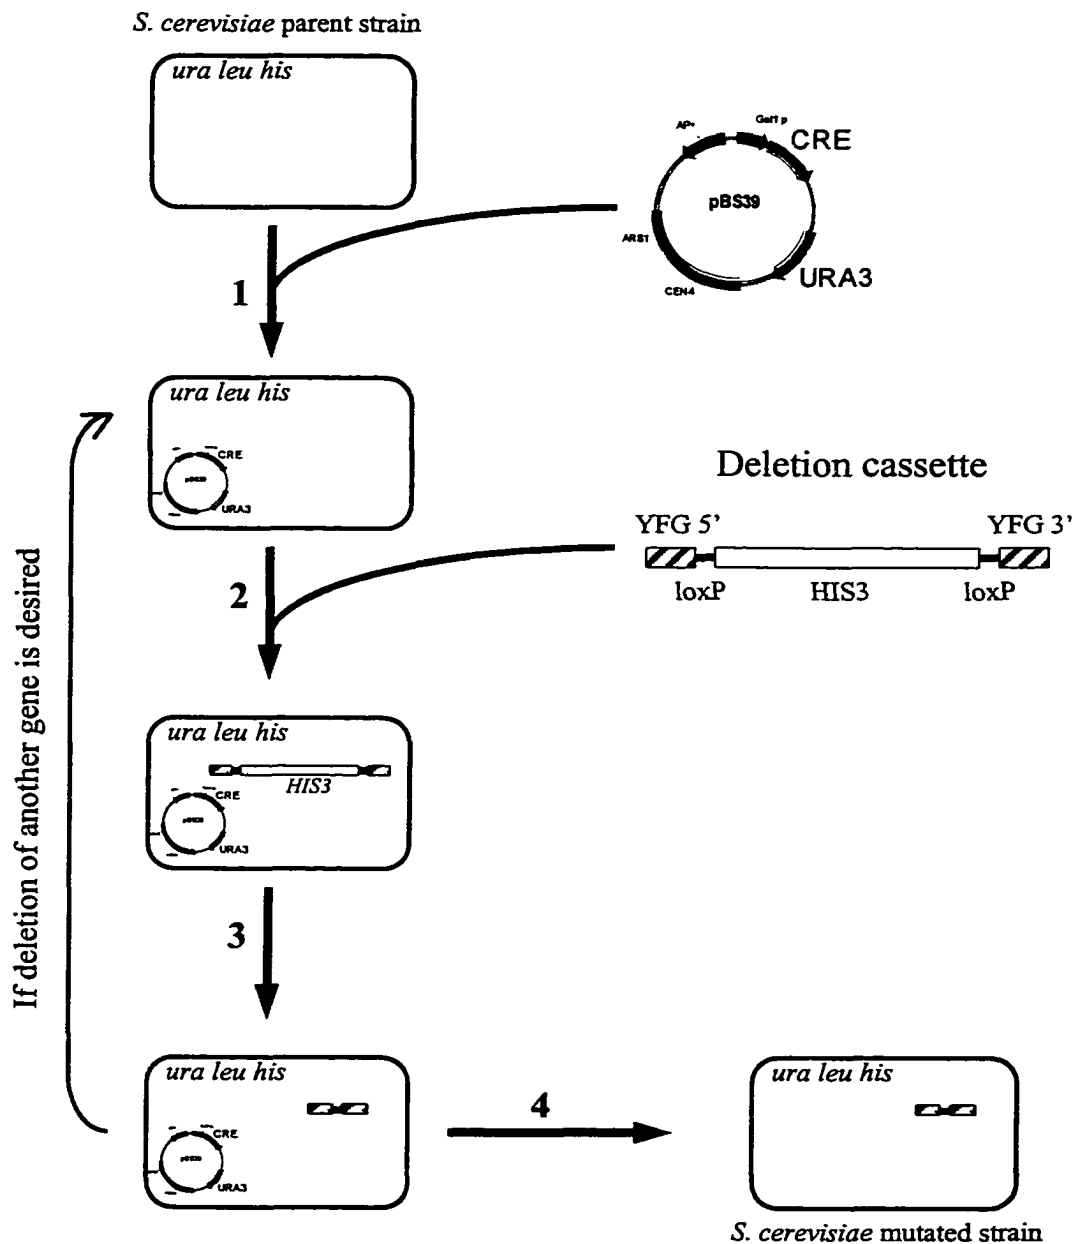 S. cerevisiae parent strain
ura leu his
AP
Gal1 p
CRE
pBS39
ARS1
CEN4
URA3
1
ura leu his
CRE
URA3
Deletion cassette
YFG 5’
YFG 3’
loxP
HIS3
loxP
2
If deletion of another gene is desired
ura leu his
HIS3
CRE
URA3
3
ura leu his
CRE
URA3
4
ura leu his
S. cerevisiae mutated strain